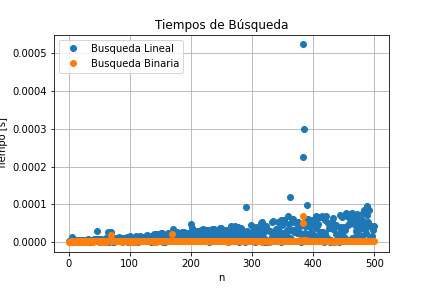 Tiempos de Búsqueda
Busqueda Lineal
Busqueda Binaria
0.0005
0.0004
0.0003
0.0002
0.0001
0.0000
[s]
0 100 200 300 400 500
n